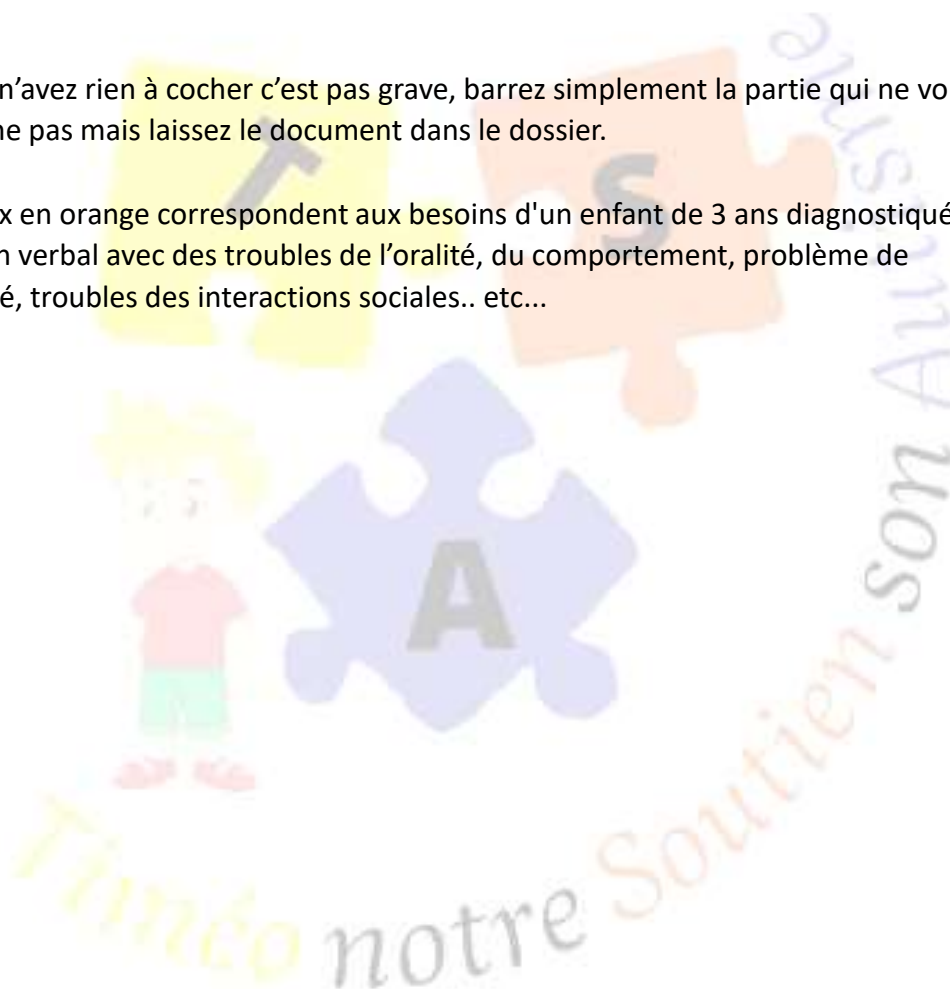 n’avez rien à cocher c’est pas grave, barrez simplement la partie qui ne vo
ne pas mais laissez le document dans le dossier.
x en orange correspondent aux besoins d'un enfant de 3 ans diagnostiqué
n verbal avec des troubles de l’oralité, du comportement, problème de
é, troubles des interactions sociales.. etc...
T
S
A
Timéo notre Soutien son Autisme